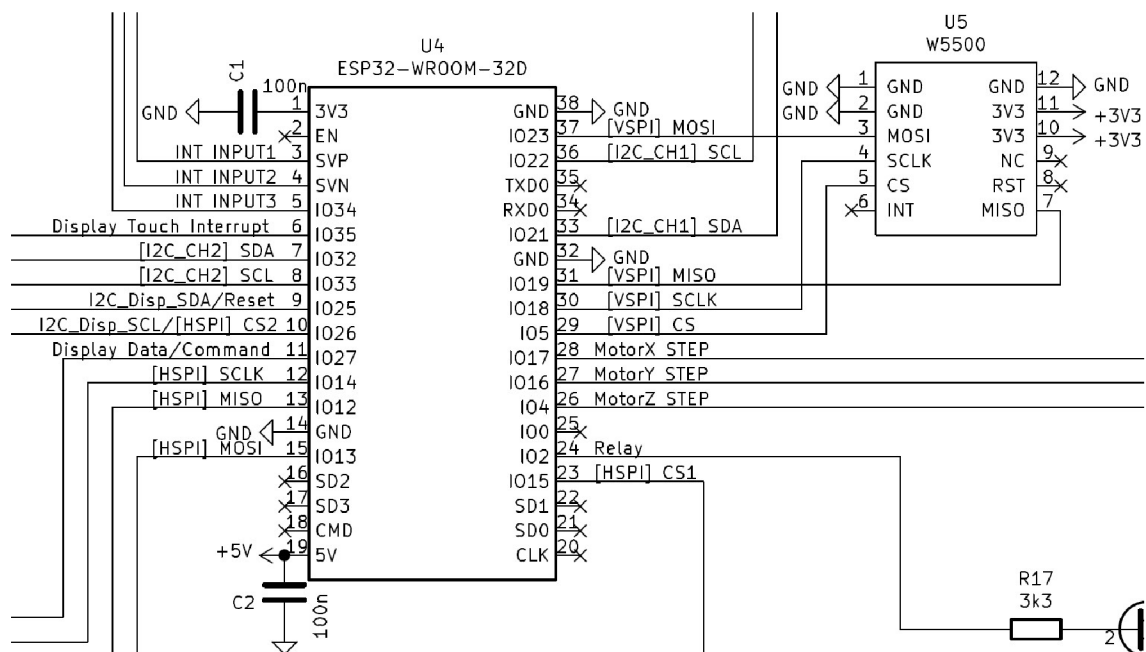 U4
ESP32-WROOM-32D
C1
100n
GND
1 3V3
2 EN
INT INPUT1 3 SVP
INT INPUT2 4 SVN
INT INPUT3 5 IO34
Display Touch Interrupt 6 IO35
[I2C_CH2] SDA 7 IO32
[I2C_CH2] SCL 8 IO33
I2C_Disp_SDA/Reset 9 IO25
I2C_Disp_SCL/[HSPI] CS2 10 IO26
Display Data/Command 11 IO27
[HSPI] SCLK 12 IO14
[HSPI] MISO 13 IO12
GND 14 GND
[HSPI] MOSI 15 IO13
16 SD2
17 SD3
18 CMD
+5V 19 5V
C2
100n
GND 38 GND
IO23 37 [VSPI] MOSI
IO22 36 [I2C_CH1] SCL
TXD0 35
RXD0 34
IO21 33 [I2C_CH1] SDA
GND 32 GND
IO19 31 [VSPI] MISO
IO18 30 [VSPI] SCLK
IO5 29 [VSPI] CS
IO17 28 MotorX STEP
IO16 27 MotorY STEP
IO4 26 MotorZ STEP
IO0 25
IO2 24 Relay
IO15 23 [HSPI] CS1
SD1 22
SD0 21
CLK 20
U5
W5500
GND 1 GND
GND 2 GND
3 MOSI
4 SCLK
5 CS
6 INT
GND 12 GND
3V3 11 +3V3
3V3 10 +3V3
NC 9
RST 8
MISO 7
R17
3k3
2